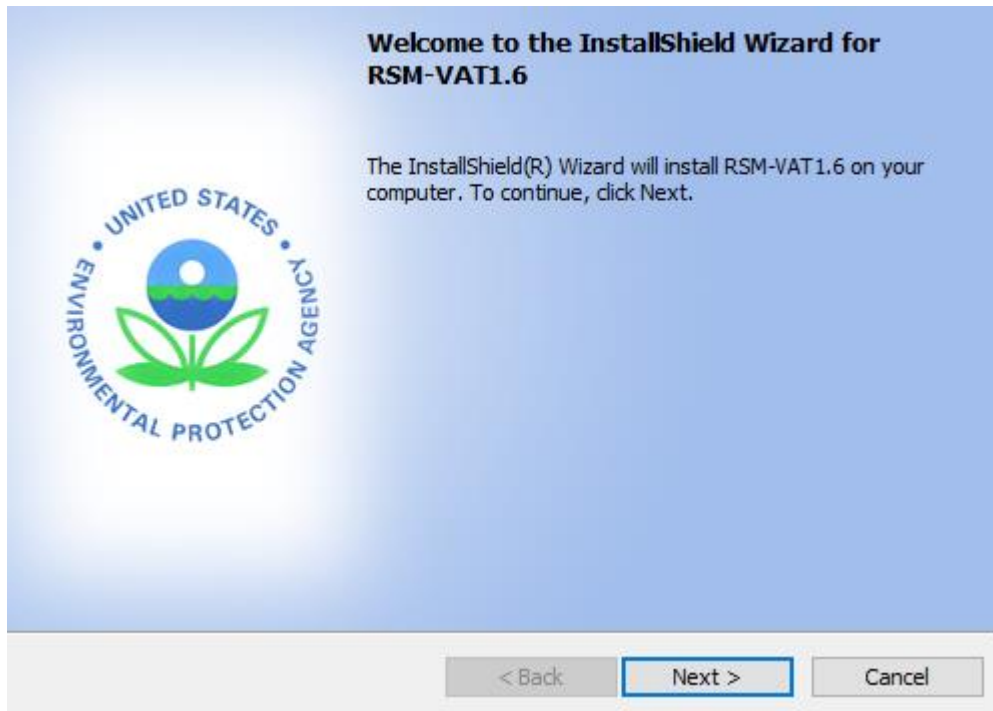 Welcome to the InstallShield Wizard for
RSM-VAT1.6
The InstallShield(R) Wizard will install RSM-VAT1.6 on your
computer. To continue, click Next.
UNITED STATES • ENVIRONMENTAL PROTECTION AGENCY •
< Back
Next >
Cancel